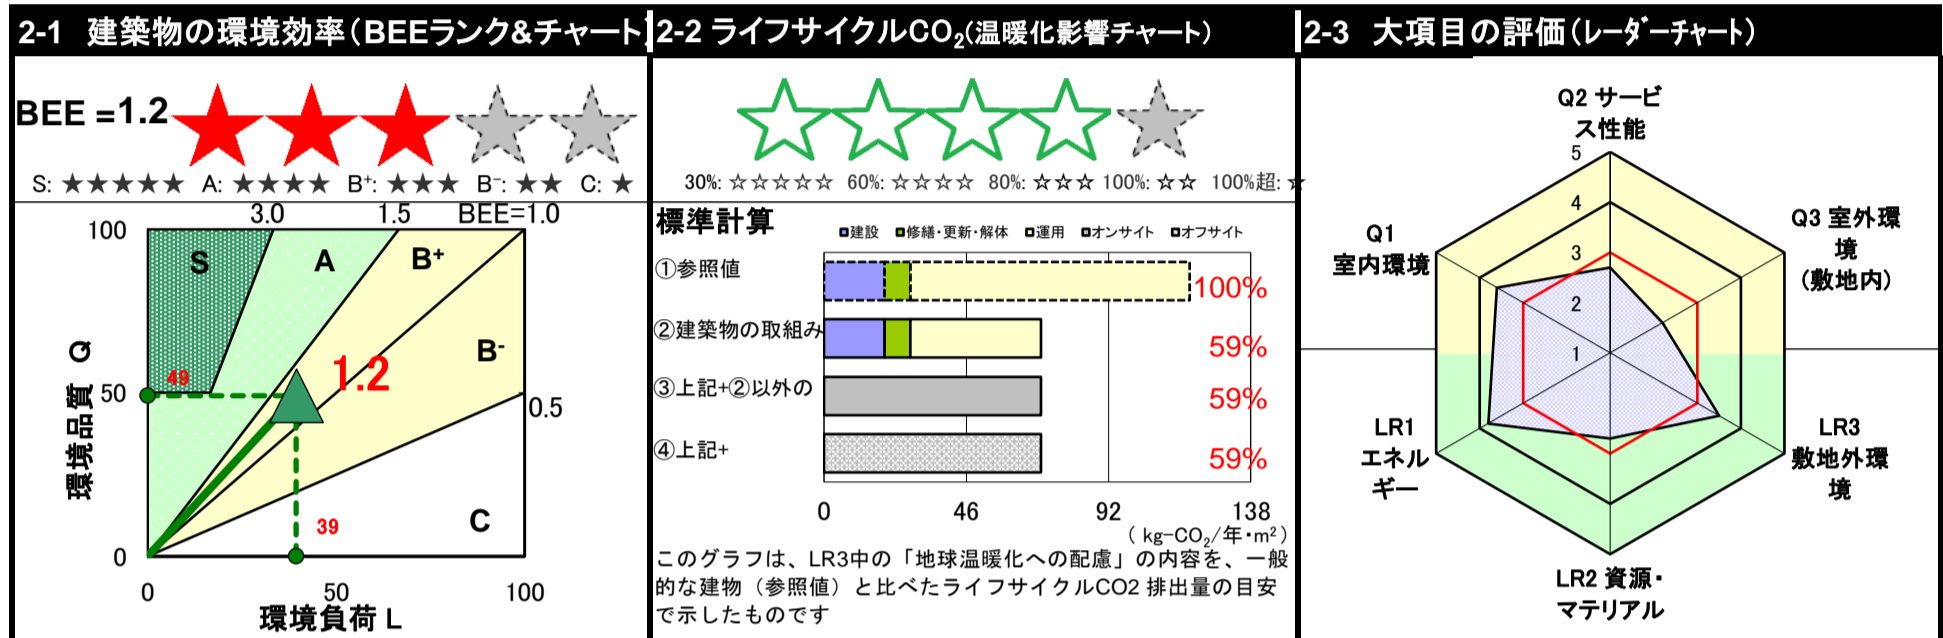 2-1 建築物の環境効率(BEEランク&チャート)
BEE =1.2
S: ★★★★★ A: ★★★★ B+: ★★★ B-: ★★ C: ★
3.0 1.5 BEE=1.0
100
50
0
環境品質 Q
S
A
B+
B-
C
49
1.2
0.5
39
0 50 100
環境負荷 L
2-2 ライフサイクルCO2(温暖化影響チャート)
30%: ☆☆☆☆☆ 60%: ☆☆☆☆ 80%: ☆☆☆ 100%: ☆☆ 100%超: ☆
標準計算
建設 修繕・更新・解体 運用 オンサイト オフサイト
①参照値 100%
②建築物の取組み 59%
③上記+②以外の 59%
④上記+ 59%
0 46 92 138
( kg-CO2/年・m2 )
このグラフは、LR3中の「地球温暖化への配慮」の内容を、一般
的な建物(参照値)と比べたライフサイクルCO2 排出量の目安
で示したものです
2-3 大項目の評価(レーダーチャート)
Q2 サービ
ス性能
5
4
3
2
1
Q3 室外環
境
(敷地内)
Q1
室内環境
LR1
エネル
ギー
LR3
敷地外環
境
LR2 資源・
マテリアル